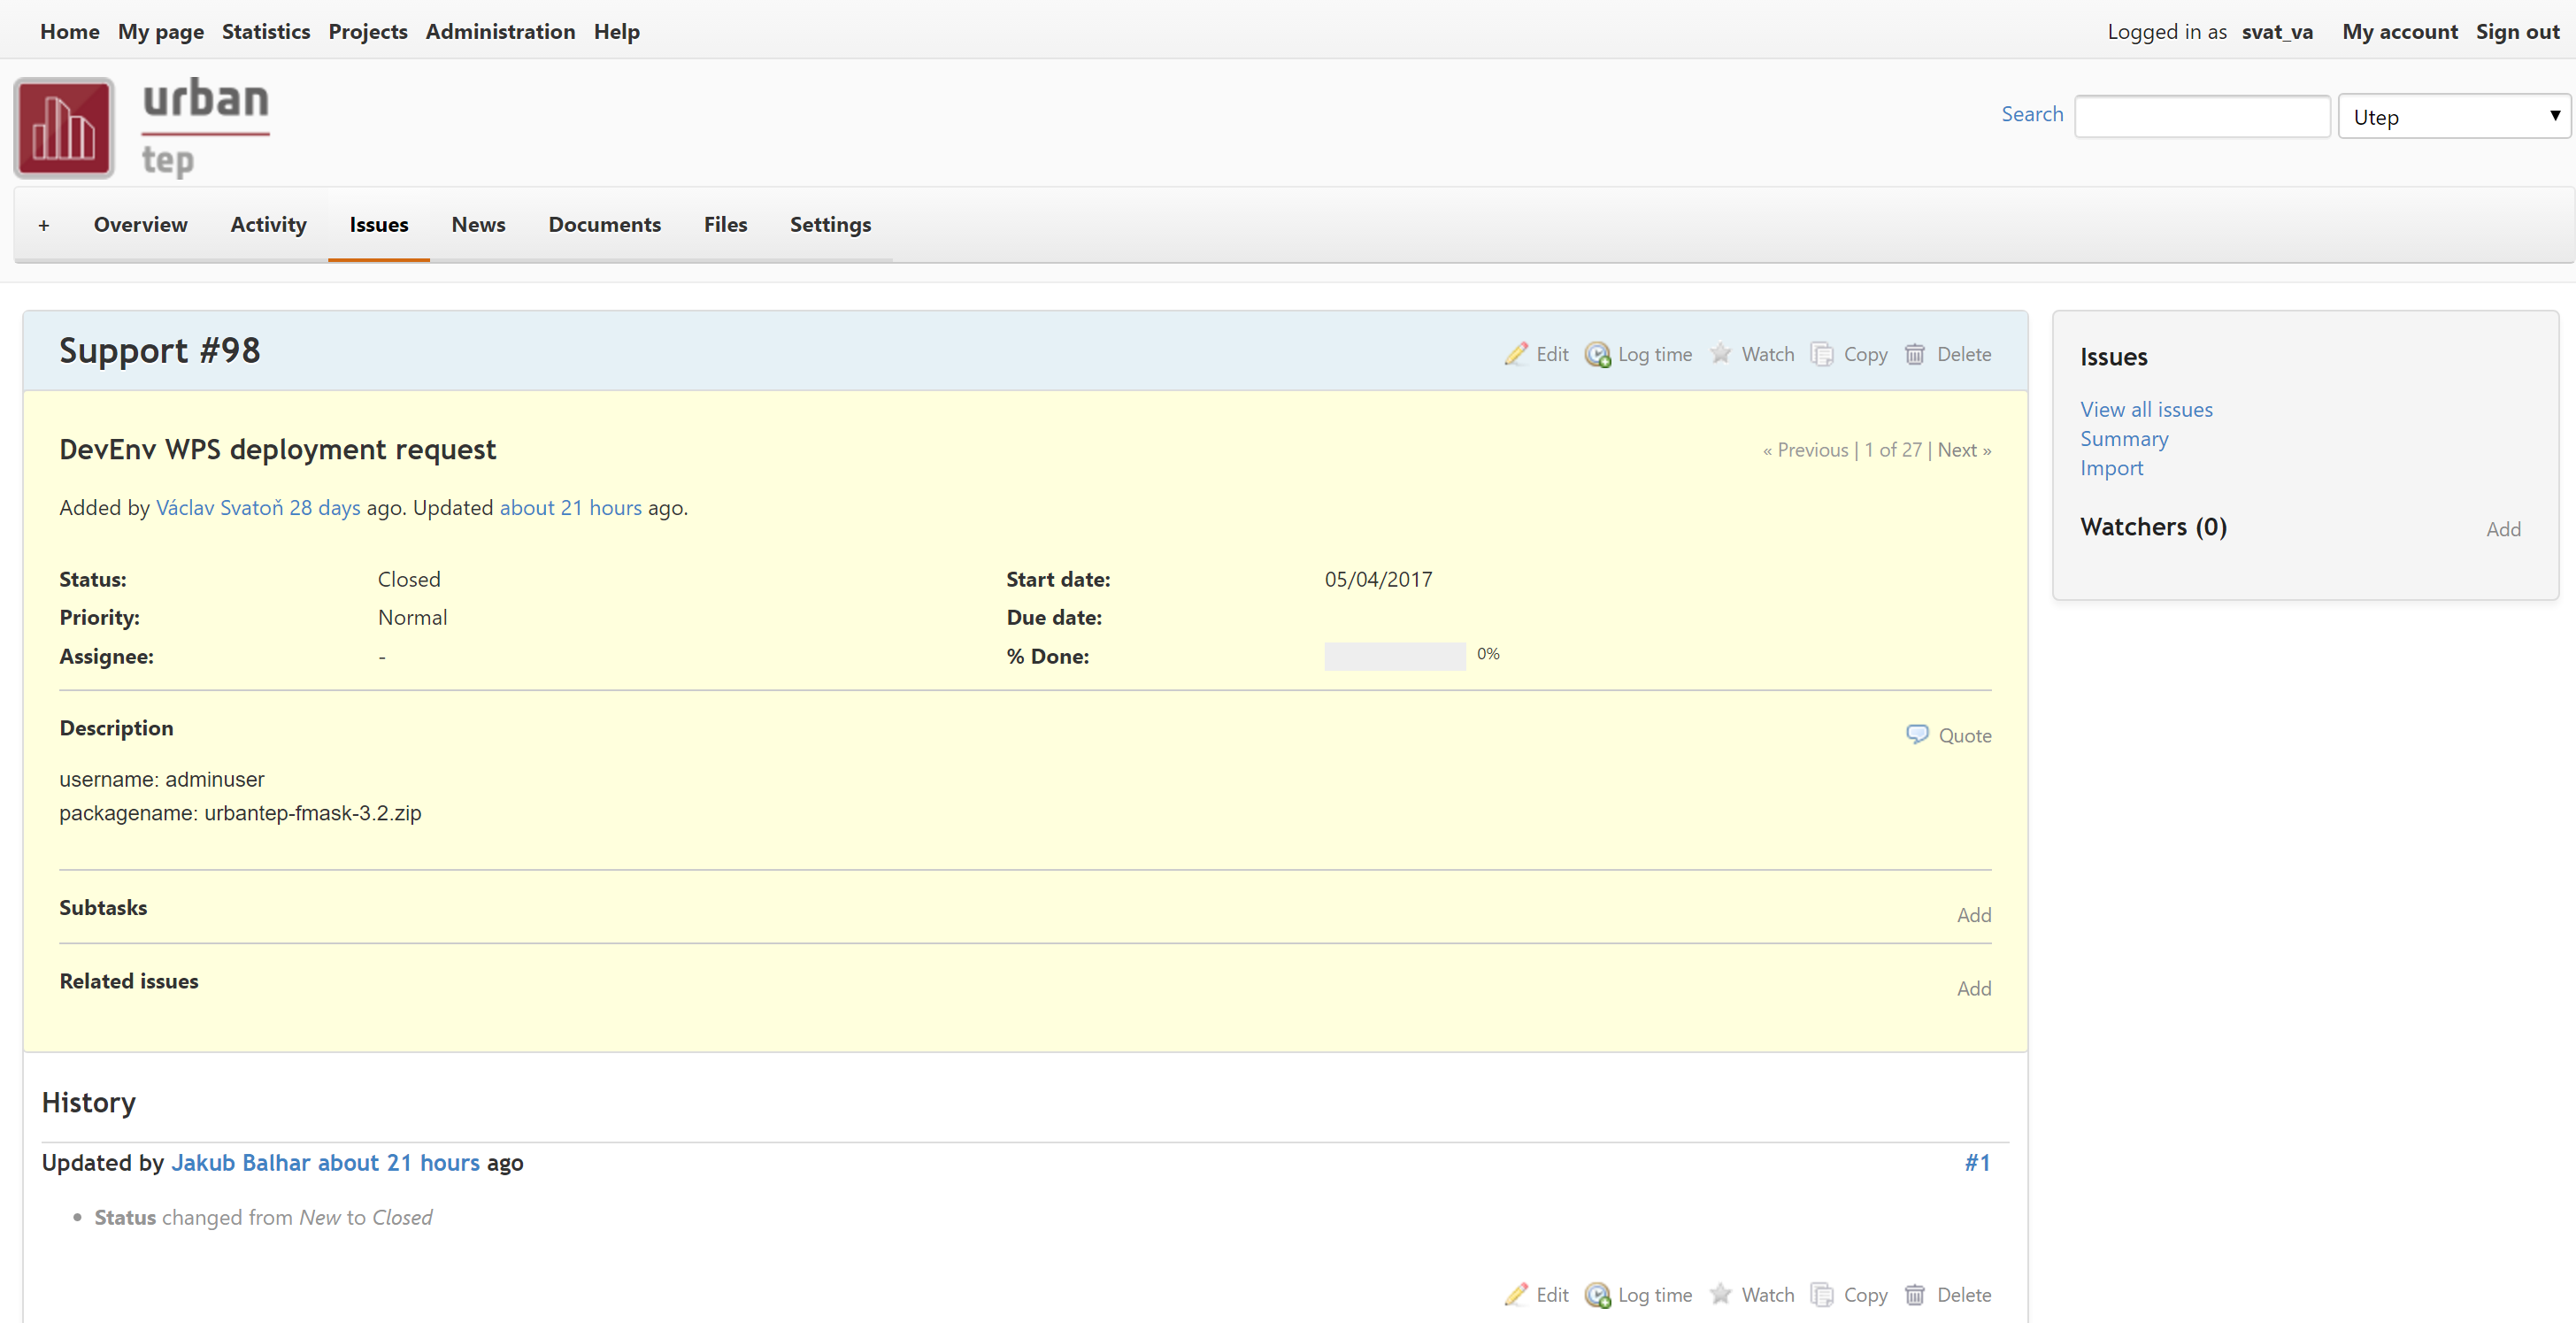 Home My page Statistics Projects Administration Help Logged in as svat_va My account Sign out
urban
tep
Search Utep
+ Overview Activity Issues News Documents Files Settings
Support #98 Edit Log time Watch Copy Delete
DevEnv WPS deployment request « Previous | 1 of 27 | Next »
Added by Václav Svatoň 28 days ago. Updated about 21 hours ago.
Status: Closed Start date: 05/04/2017
Priority: Normal Due date:
Assignee: - % Done: 0%
Description Quote
username: adminuser
packagename: urbantep-fmask-3.2.zip
Subtasks Add
Related issues Add
History
Updated by Jakub Balhar about 21 hours ago #1
• Status changed from New to Closed
Edit Log time Watch Copy Delete
Issues
View all issues
Summary
Import
Watchers (0) Add